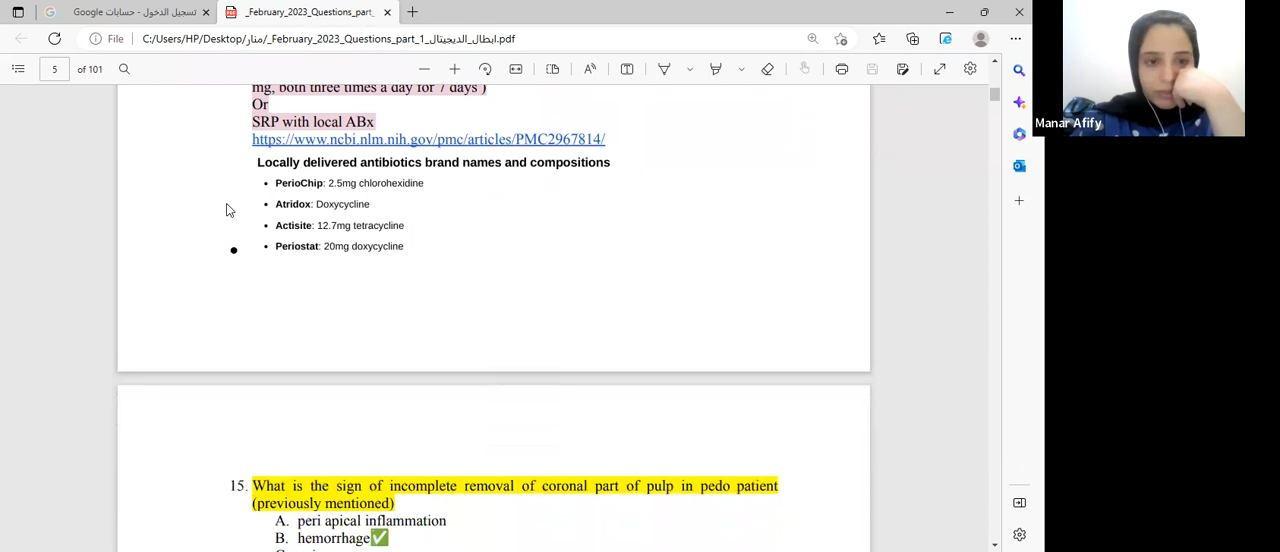 تسجيل الدخول - حسابات Google
_February_2023_Questions_part_
File
C:/Users/HP/Desktop/منار/_February_2023_Questions_part_1_ابطال_الديجيتال.pdf
5 of 101
mg, both three times a day for 7 days )
Or
SRP with local ABx
https://www.ncbi.nlm.nih.gov/pmc/articles/PMC2967814/
Locally delivered antibiotics brand names and compositions
• PerioChip: 2.5mg chlorohexidine
• Atridox: Doxycycline
• Actisite: 12.7mg tetracycline
• Periostat: 20mg doxycycline
15. What is the sign of incomplete removal of coronal part of pulp in pedo patient
(previously mentioned)
A. peri apical inflammation
B. hemorrhage✅
Manar Afify